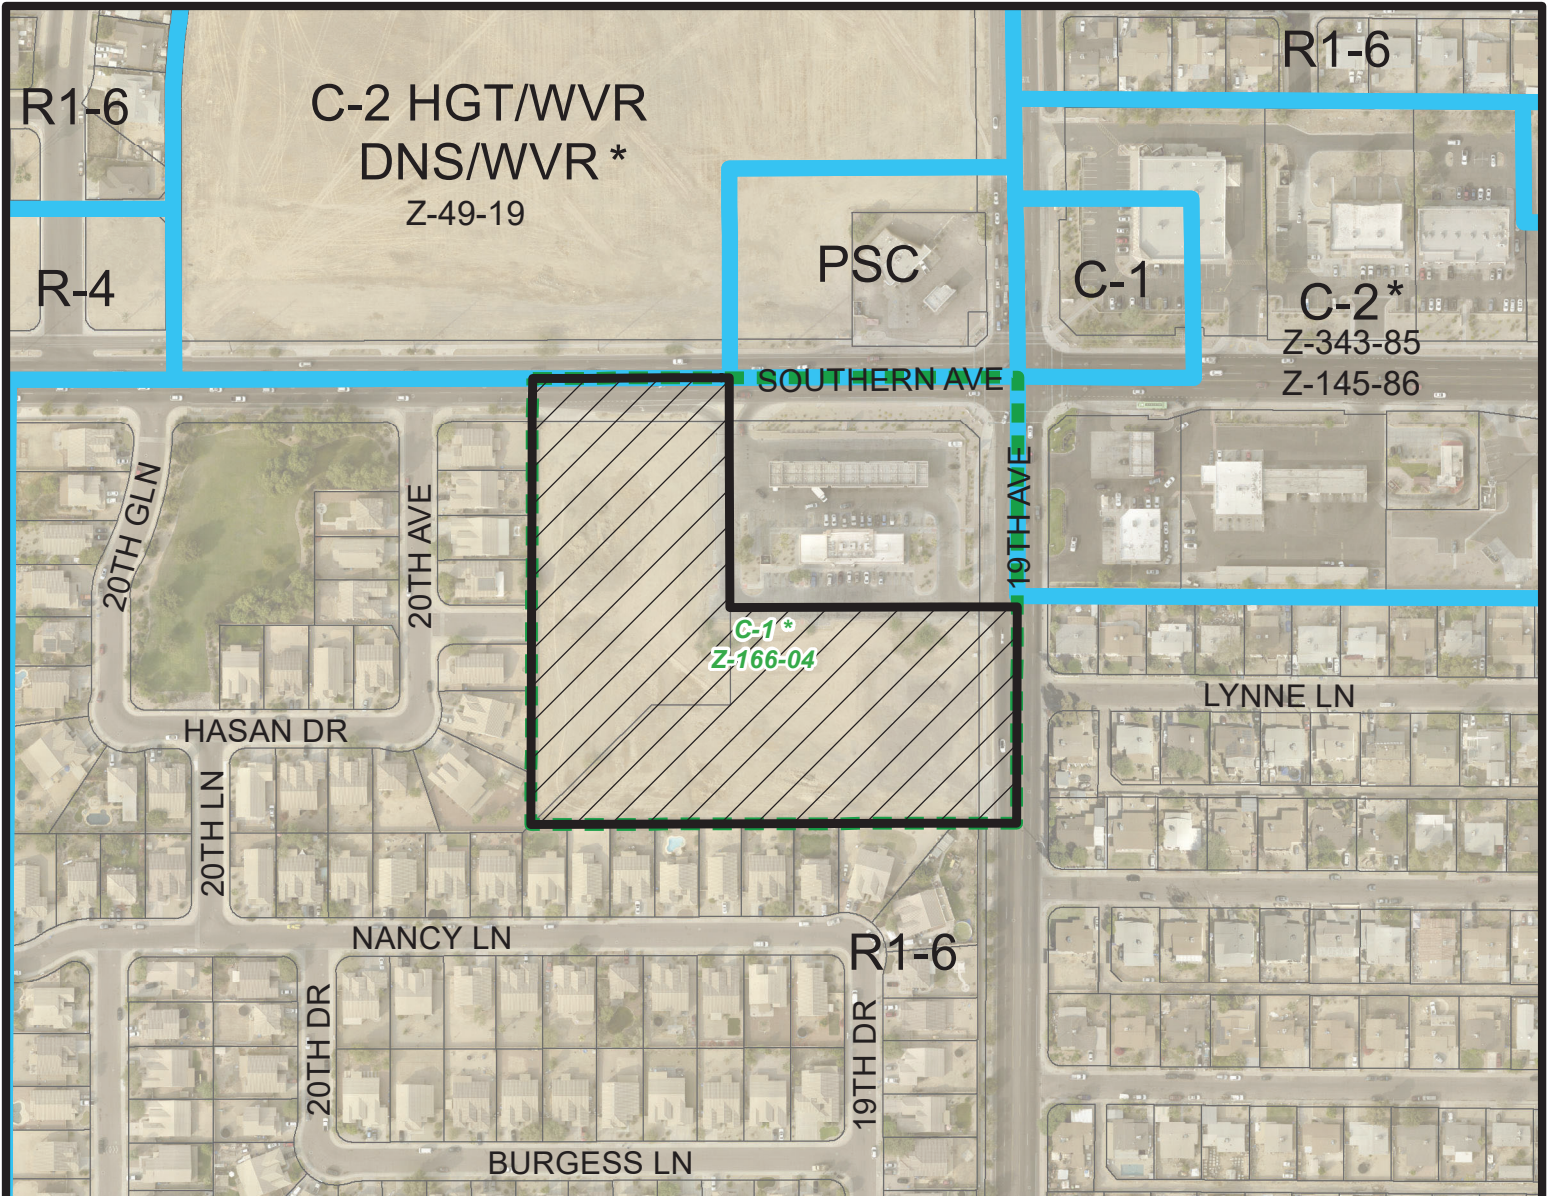 R1-6
R1-6
C-2 HGT/WVR
DNS/WVR *
Z-49-19
PSC
C-1
R-4
C-2 *
Z-343-85
Z-145-86
SOUTHERN AVE
20TH GLN
20TH AVE
19TH AVE
C-1 *
Z-166-04
LYNNE LN
HASAN DR
20TH LN
NANCY LN
R1-6
20TH DR
19TH DR
BURGESS LN